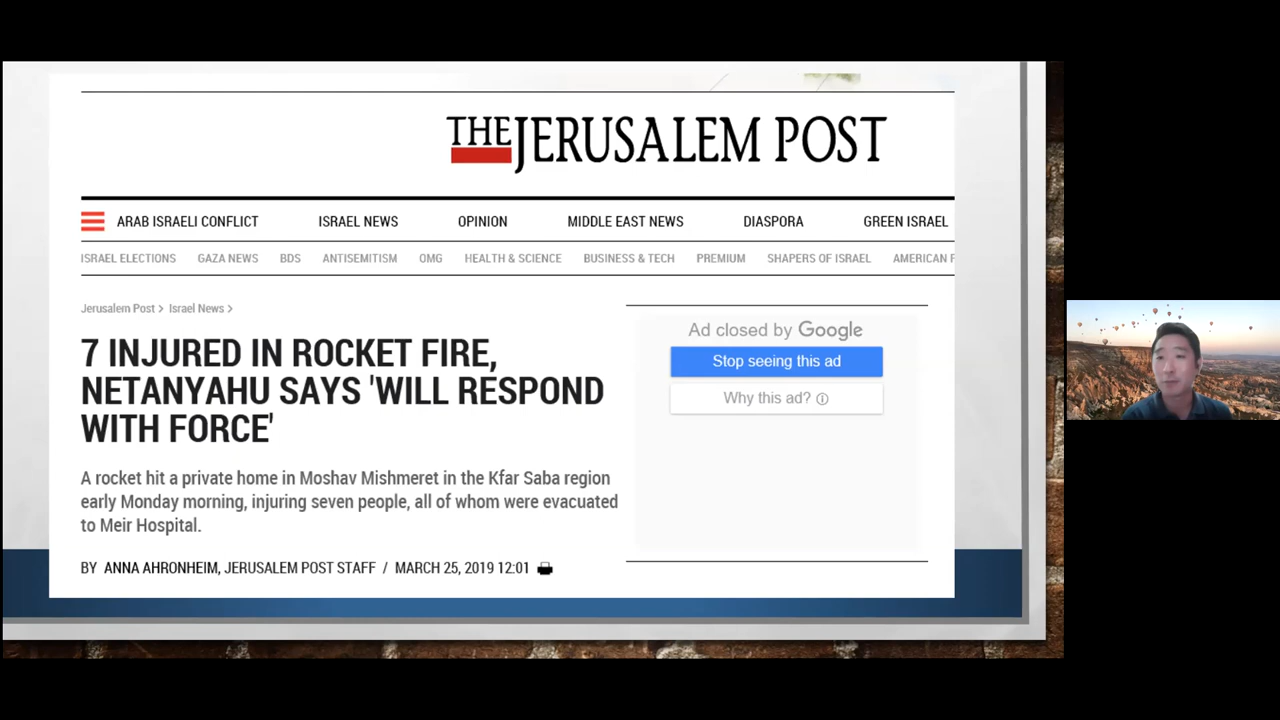 THE JERUSALEM POST
ARAB ISRAELI CONFLICT ISRAEL NEWS OPINION MIDDLE EAST NEWS DIASPORA GREEN ISRAEL
ISRAEL ELECTIONS GAZA NEWS BDS ANTISEMITISM OMG HEALTH & SCIENCE BUSINESS & TECH PREMIUM SHAPERS OF ISRAEL AMERICAN
Jerusalem Post > Israel News >
7 INJURED IN ROCKET FIRE,
NETANYAHU SAYS 'WILL RESPOND
WITH FORCE'
A rocket hit a private home in Moshav Mishmeret in the Kfar Saba region
early Monday morning, injuring seven people, all of whom were evacuated
to Meir Hospital.
BY ANNA AHRONHEIM, JERUSALEM POST STAFF / MARCH 25, 2019 12:01
Ad closed by Google
Stop seeing this ad
Why this ad?